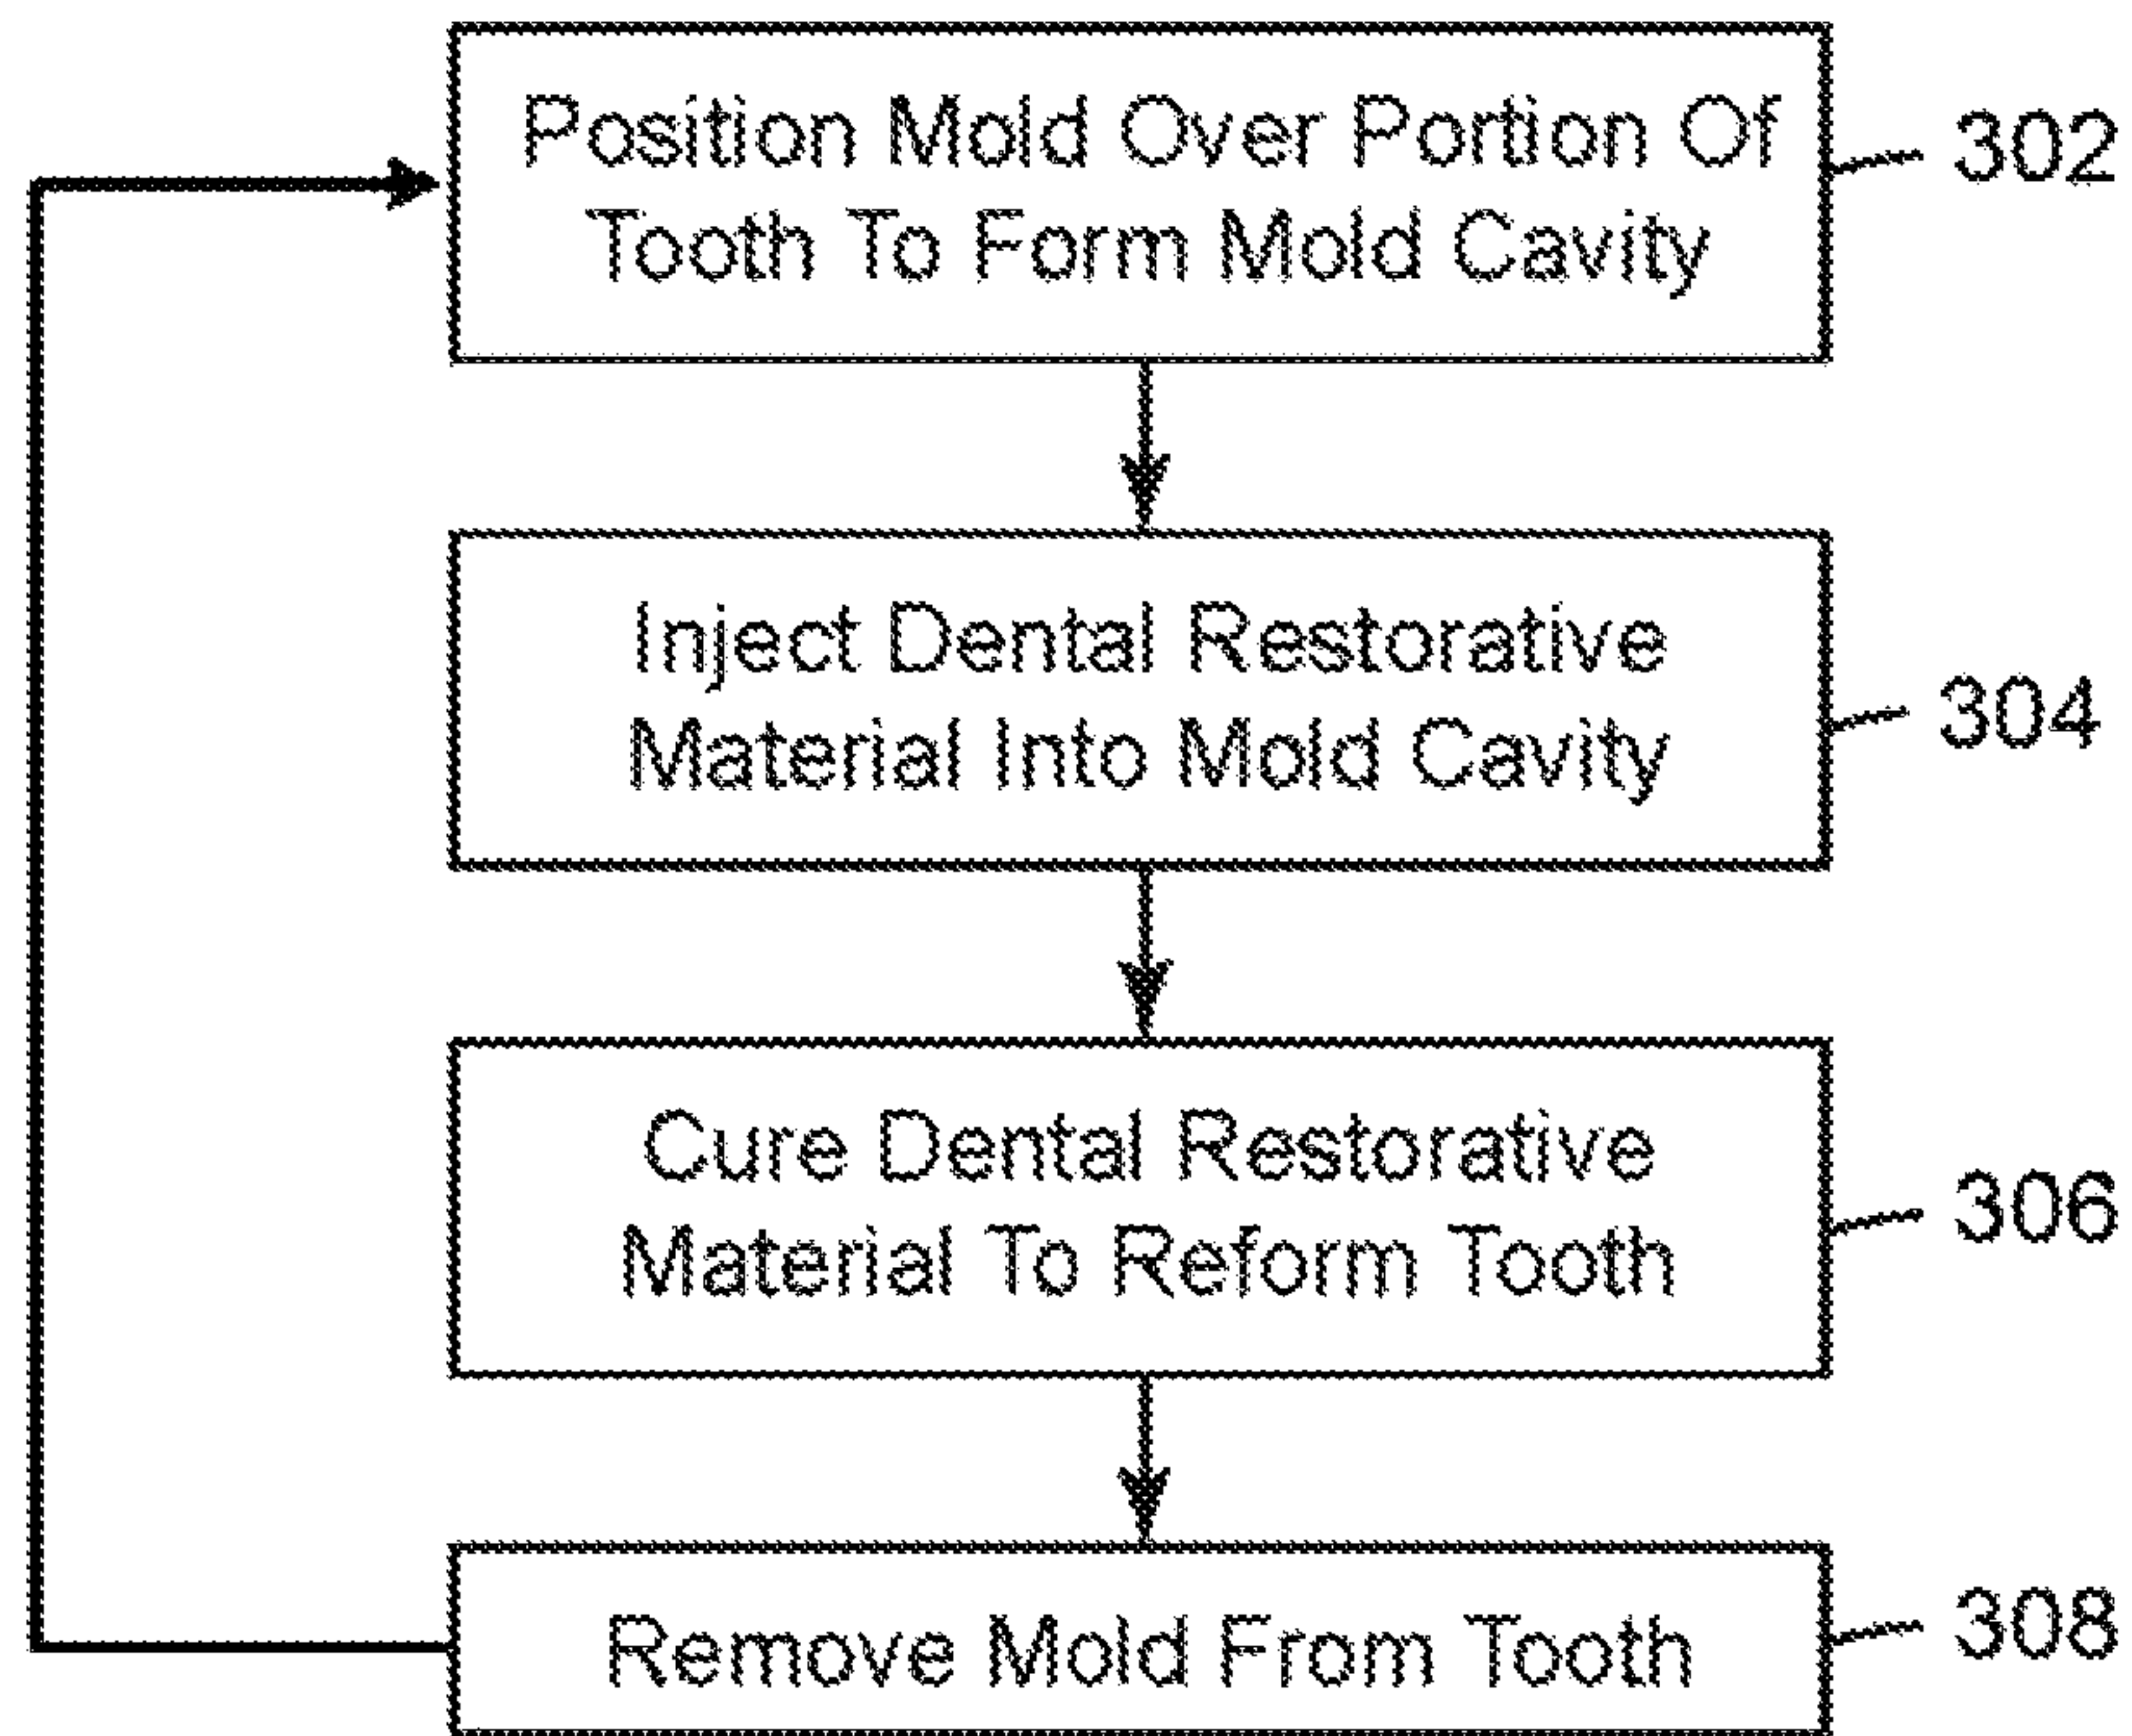 Position Mold Over Portion Of
Tooth To Form Mold Cavity
302
Inject Dental Restorative
Material Into Mold Cavity
304
Cure Dental Restorative
Material To Reform Tooth
306
Remove Mold From Tooth
308